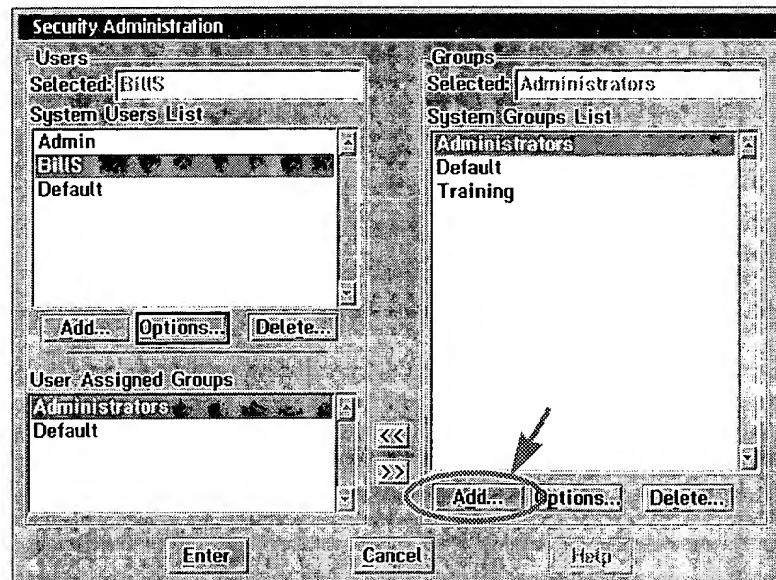 Security Administration
Users
Selected: BillS
System Users List
Admin
BillS
Default
Add... Options... Delete...
User Assigned Groups
Administrators
Default
<<
>>
Groups
Selected: Administrators
System Groups List
Administrators
Default
Training
Add... Options... Delete...
Enter Cancel Help